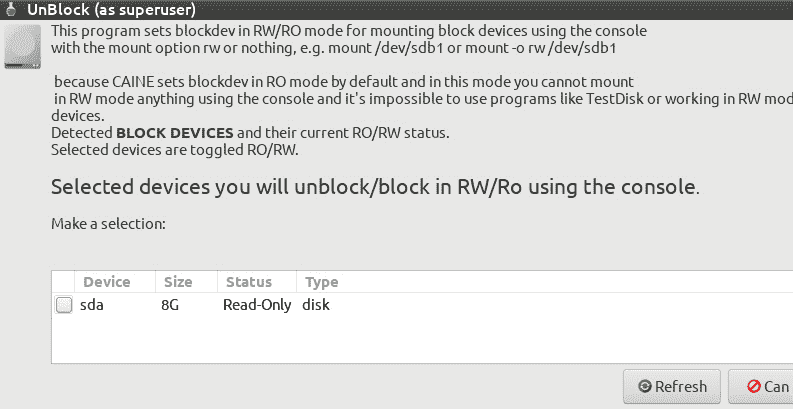 UnBlock (as superuser)
This program sets blockdev in RW/RO mode for mounting block devices using the console
with the mount option rw or nothing, e.g. mount /dev/sdb1 or mount -o rw /dev/sdb1
because CAINE sets blockdev in RO mode by default and in this mode you cannot mount
in RW mode anything using the console and it's impossible to use programs like TestDisk or working in RW mod
devices.
Detected BLOCK DEVICES and their current RO/RW status.
Selected devices are toggled RO/RW.
Selected devices you will unblock/block in RW/Ro using the console.
Make a selection:
Device Size Status Type
sda 8G Read-Only disk
Refresh Can